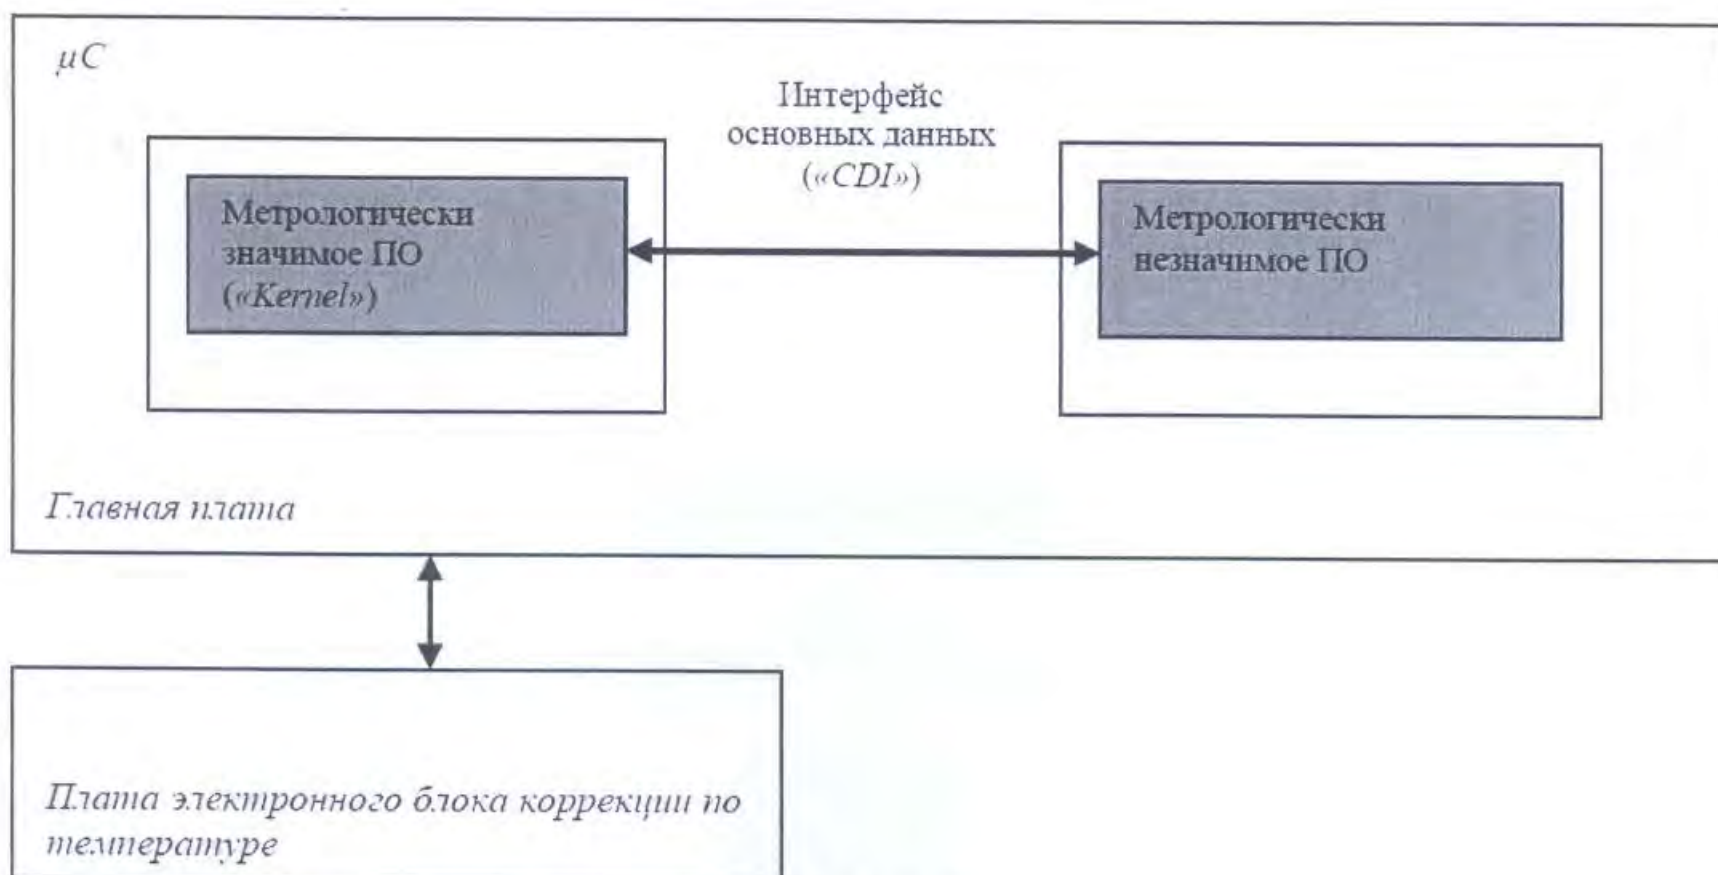 μC
Интерфейс
основных данных
(«CDI»)
Метрологически
значимое ПО
(«Kernel»)
Метрологически
незначимое ПО
Главная плата
Плата электронного блока коррекции по
температуре